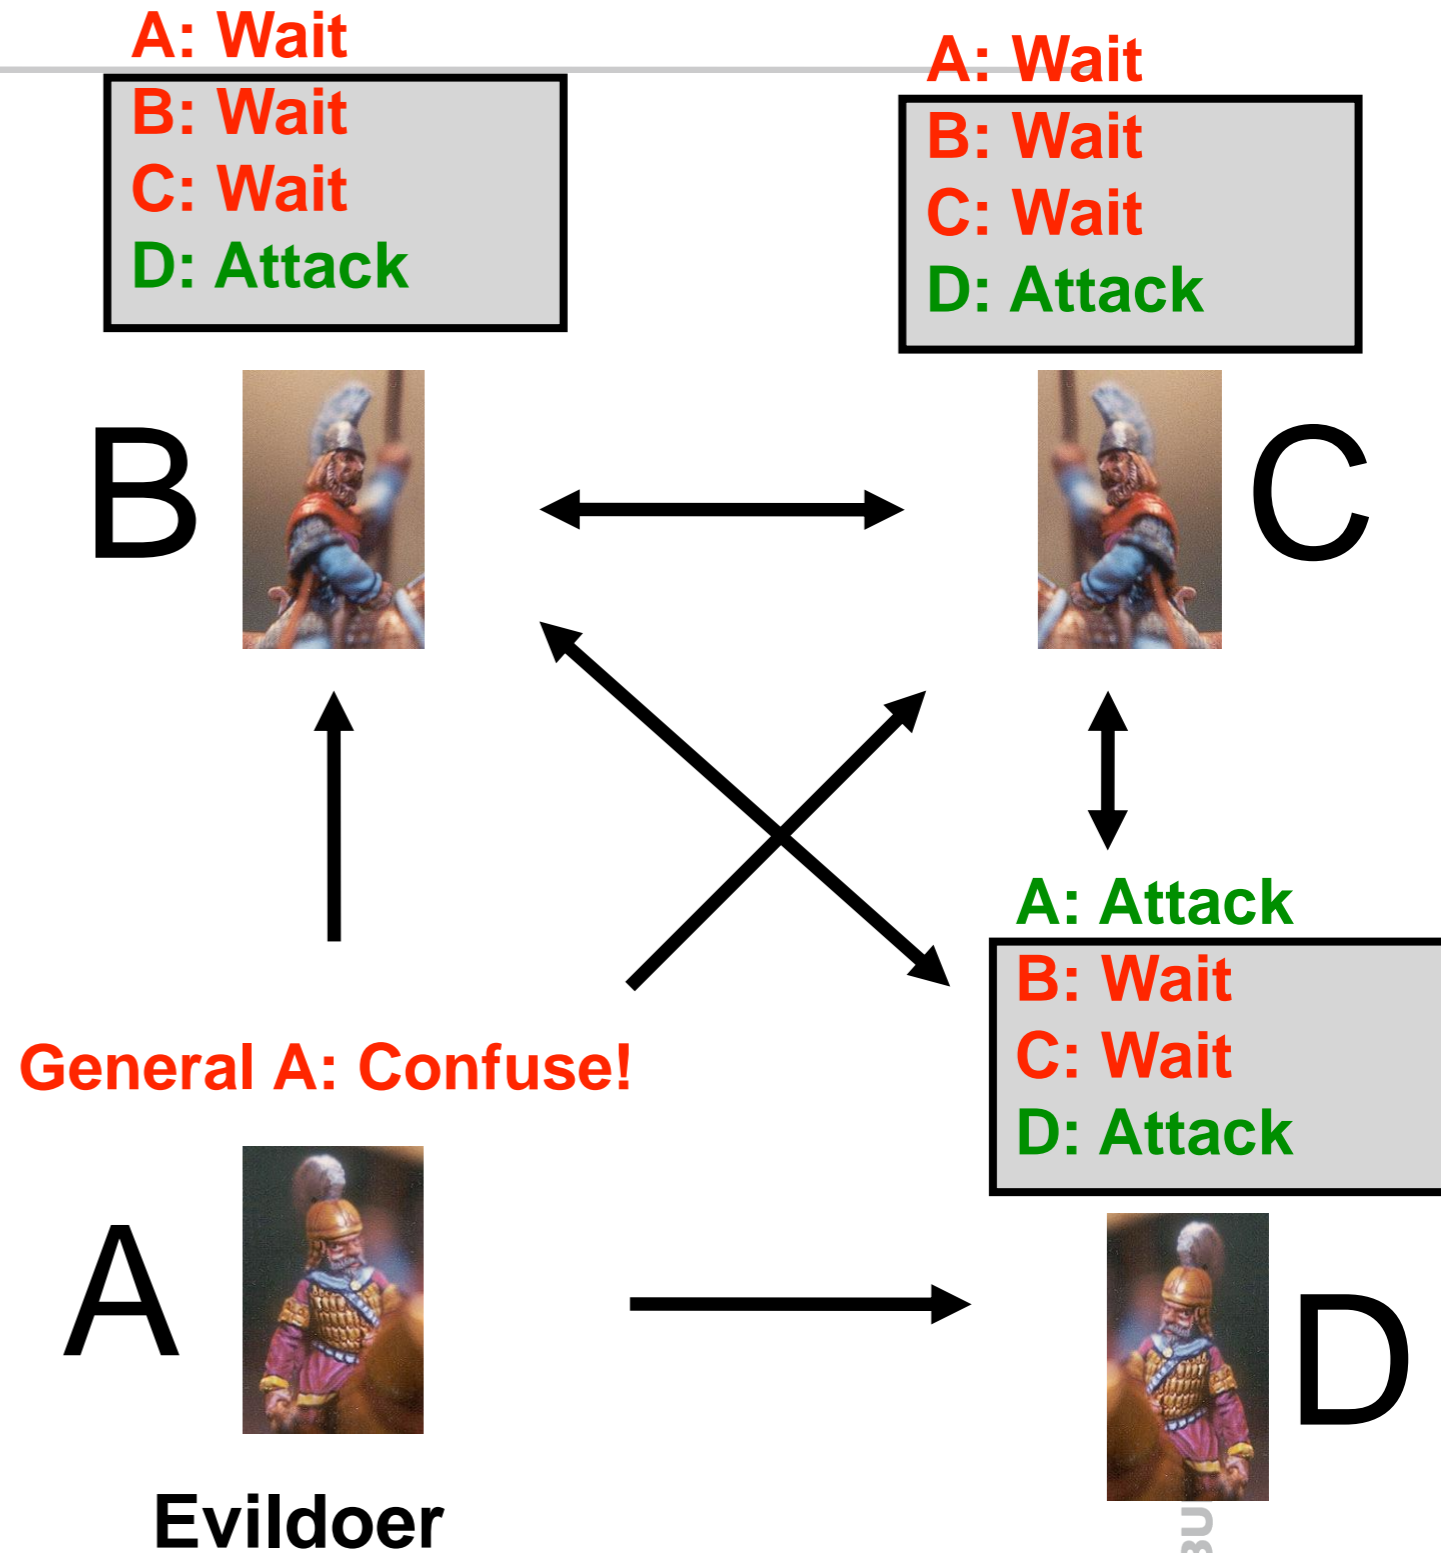 A: Wait
B: Wait
C: Wait
D: Attack
A: Wait
B: Wait
C: Wait
D: Attack
B
C
A: Attack
B: Wait
C: Wait
D: Attack
General A: Confuse!
A
D
Evildoer